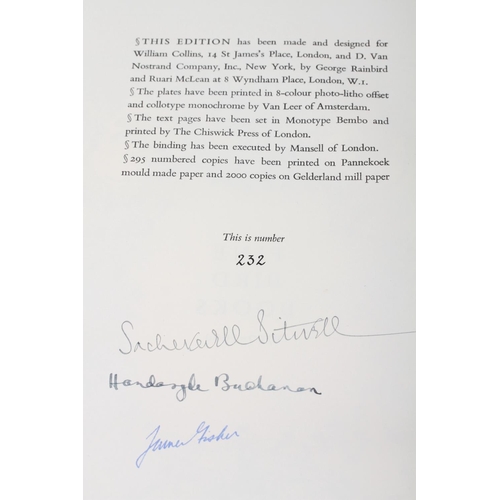 § THIS EDITION has been made and designed for
William Collins, 14 St James's Place, London, and D. Van
Nostrand Company, Inc., New York, by George Rainbird
and Ruari McLean at 8 Wyndham Place, London, W.1.
§ The plates have been printed in 8-colour photo-litho offset
and collotype monochrome by Van Leer of Amsterdam.
§ The text pages have been set in Monotype Bembo and
printed by The Chiswick Press of London.
§ The binding has been executed by Mansell of London.
§ 295 numbered copies have been printed on Pannekoek
mould made paper and 2000 copies on Gelderland mill paper
This is number
232
Sacheverell Sitwell
Handasyde Buchanan
James Fisher